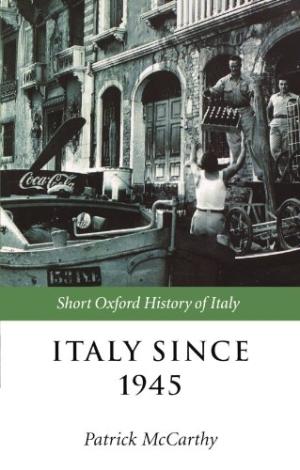 Coca-Cola
Short Oxford History of Italy
ITALY SINCE
1945
Patrick McCarthy